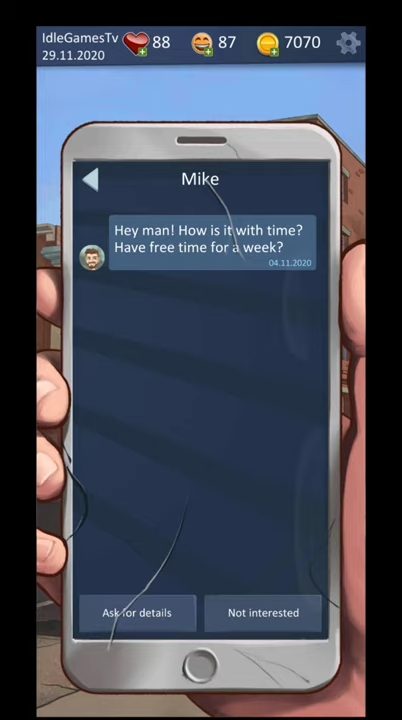 IdleGamesTv 88 87 7070
29.11.2020
Mike
Hey man! How is it with time?
Have free time for a week?
04.11.2020
Ask for details Not interested